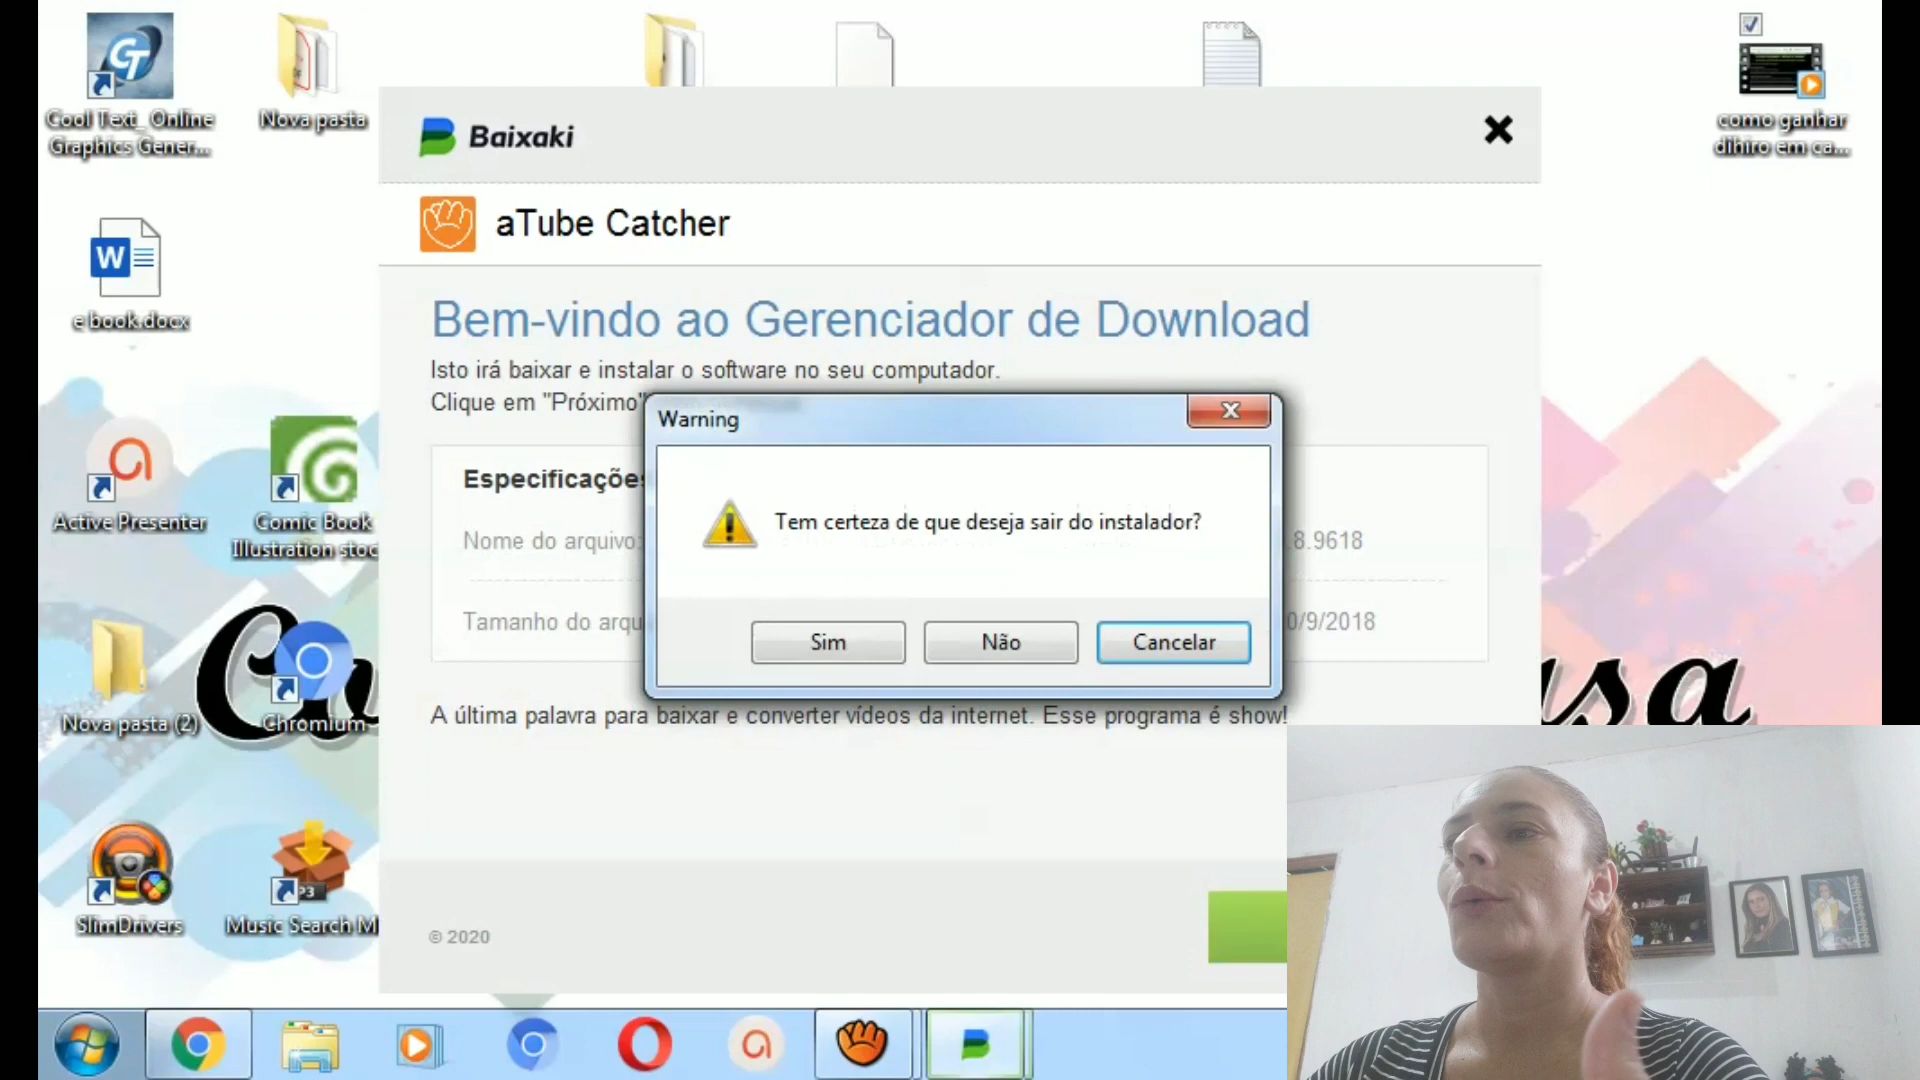 Cool Text_ Online
Graphics Gener...
Nova pasta
como ganhar
dihiro em ca...
Baixaki
aTube Catcher
e book.docx
Bem-vindo ao Gerenciador de Download
Isto irá baixar e instalar o software no seu computador.
Clique em "Próximo"
Warning
Especificações
Tem certeza de que deseja sair do instalador?
Nome do arquivo:
.8.9618
Active Presenter
Comic Book
Illustration stoc
Tamanho do arqu
0/9/2018
Sim
Não
Cancelar
A última palavra para baixar e converter vídeos da internet. Esse programa é show!
Nova pasta (2)
Chromium
usa
SlimDrivers
Music Search M
© 2020